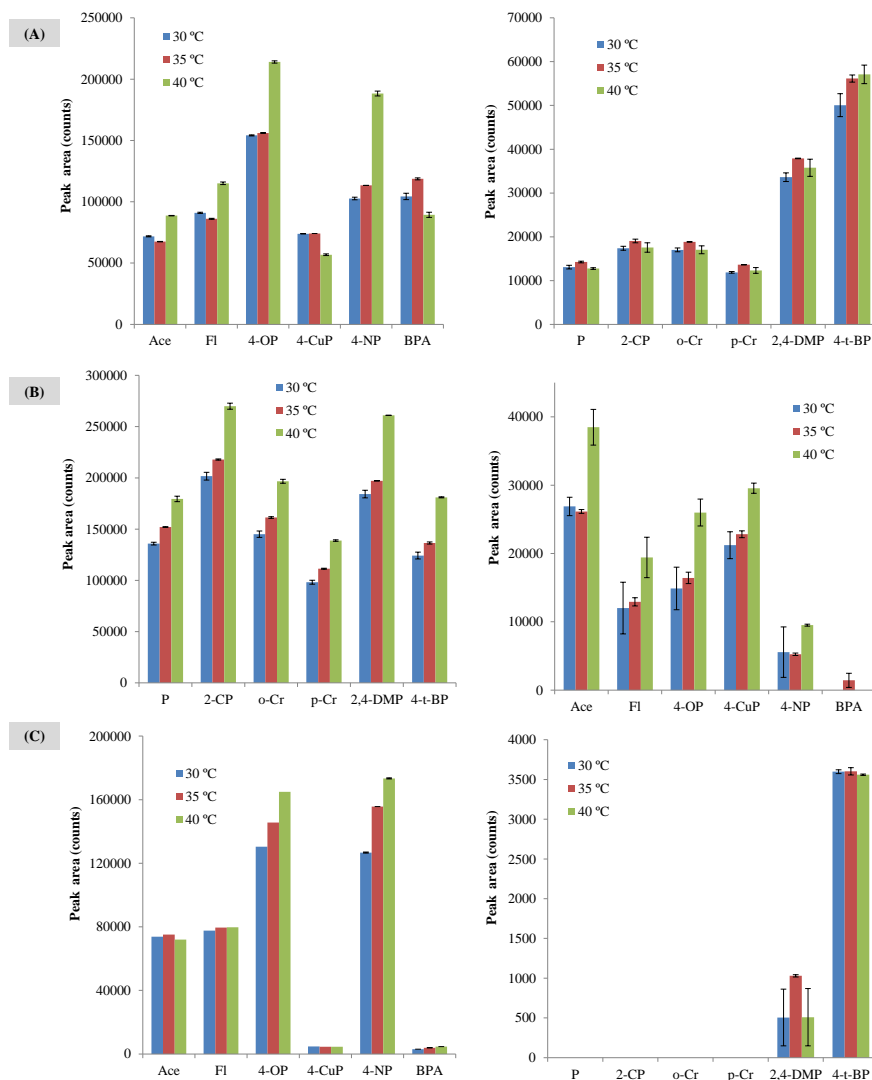 (A)
Peak area (counts)
250000
200000
150000
100000
50000
0
30 ºC
35 ºC
40 ºC
Ace Fl 4-OP 4-CuP 4-NP BPA
Peak area (counts)
70000
60000
50000
40000
30000
20000
10000
0
30 ºC
35 ºC
40 ºC
P 2-CP o-Cr p-Cr 2,4-DMP 4-t-BP
(B)
Peak area (counts)
300000
250000
200000
150000
100000
50000
0
30 ºC
35 ºC
40 ºC
P 2-CP o-Cr p-Cr 2,4-DMP 4-t-BP
Peak area (counts)
40000
30000
20000
10000
0
30 ºC
35 ºC
40 ºC
Ace Fl 4-OP 4-CuP 4-NP BPA
(C)
Peak area (counts)
200000
160000
120000
80000
40000
0
30 ºC
35 ºC
40 ºC
Ace Fl 4-OP 4-CuP 4-NP BPA
Peak area (counts)
4000
3500
3000
2500
2000
1500
1000
500
0
30 ºC
35 ºC
40 ºC
P 2-CP o-Cr p-Cr 2,4-DMP 4-t-BP